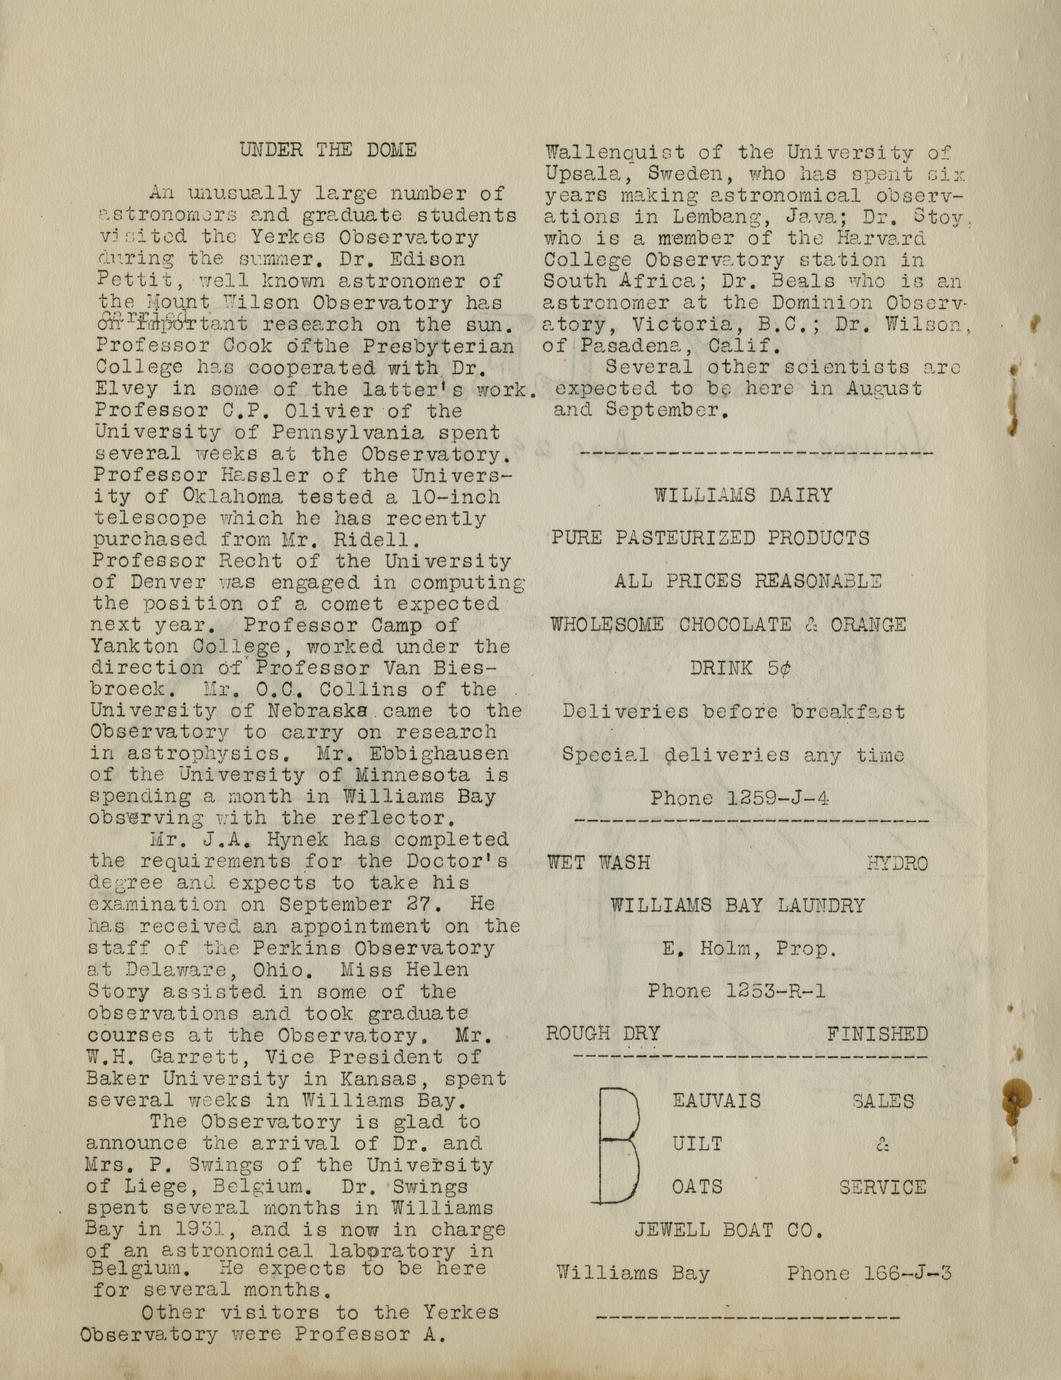 UNDER THE DOME
An unusually large number of
astronomers and graduate students
visited the Yerkes Observatory
during the summer. Dr. Edison
Pettit, well known astronomer of
the Mount Wilson Observatory has
on important research on the sun.
Professor Cook ofthe Presbyterian
College has cooperated with Dr.
Elvey in some of the latter's work.
Professor C.P. Olivier of the
University of Pennsylvania spent
several weeks at the Observatory.
Professor Hassler of the Univers-
ity of Oklahoma tested a 10-inch
telescope which he has recently
purchased from Mr. Ridell.
Professor Recht of the University
of Denver was engaged in computing
the position of a comet expected
next year. Professor Camp of
Yankton College, worked under the
direction of Professor Van Bies-
broeck. Mr. O.C. Collins of the
University of Nebraska came to the
Observatory to carry on research
in astrophysics. Mr. Ebbighausen
of the University of Minnesota is
spending a month in Williams Bay
observing with the reflector.
Mr. J.A. Hynek has completed
the requirements for the Doctor's
degree and expects to take his
examination on September 27. He
has received an appointment on the
staff of the Perkins Observatory
at Delaware, Ohio. Miss Helen
Story assisted in some of the
observations and took graduate
courses at the Observatory. Mr.
W.H. Garrett, Vice President of
Baker University in Kansas, spent
several weeks in Williams Bay.
The Observatory is glad to
announce the arrival of Dr. and
Mrs. P. Swings of the University
of Liege, Belgium. Dr. Swings
spent several months in Williams
Bay in 1931, and is now in charge
of an astronomical laboratory in
Belgium. He expects to be here
for several months.
Other visitors to the Yerkes
Observatory were Professor A.
Wallenquist of the University of
Upsala, Sweden, who has spent six
years making astronomical observ-
ations in Lembang, Java; Dr. Stoy,
who is a member of the Harvard
College Observatory station in
South Africa; Dr. Beals who is an
astronomer at the Dominion Observ-
atory, Victoria, B.C.; Dr. Wilson,
of Pasadena, Calif.
Several other scientists are
expected to be here in August
and September.
WILLIAMS DAIRY
PURE PASTEURIZED PRODUCTS
ALL PRICES REASONABLE
WHOLESOME CHOCOLATE & ORANGE
DRINK 5¢
Deliveries before breakfast
Special deliveries any time
Phone 1259-J-4
WET WASH HYDRO
WILLIAMS BAY LAUNDRY
E. Holm, Prop.
Phone 1253-R-1
ROUGH DRY FINISHED
BEAUVAIS SALES
UILT &
OATS SERVICE
JEWELL BOAT CO.
Williams Bay Phone 166-J-3